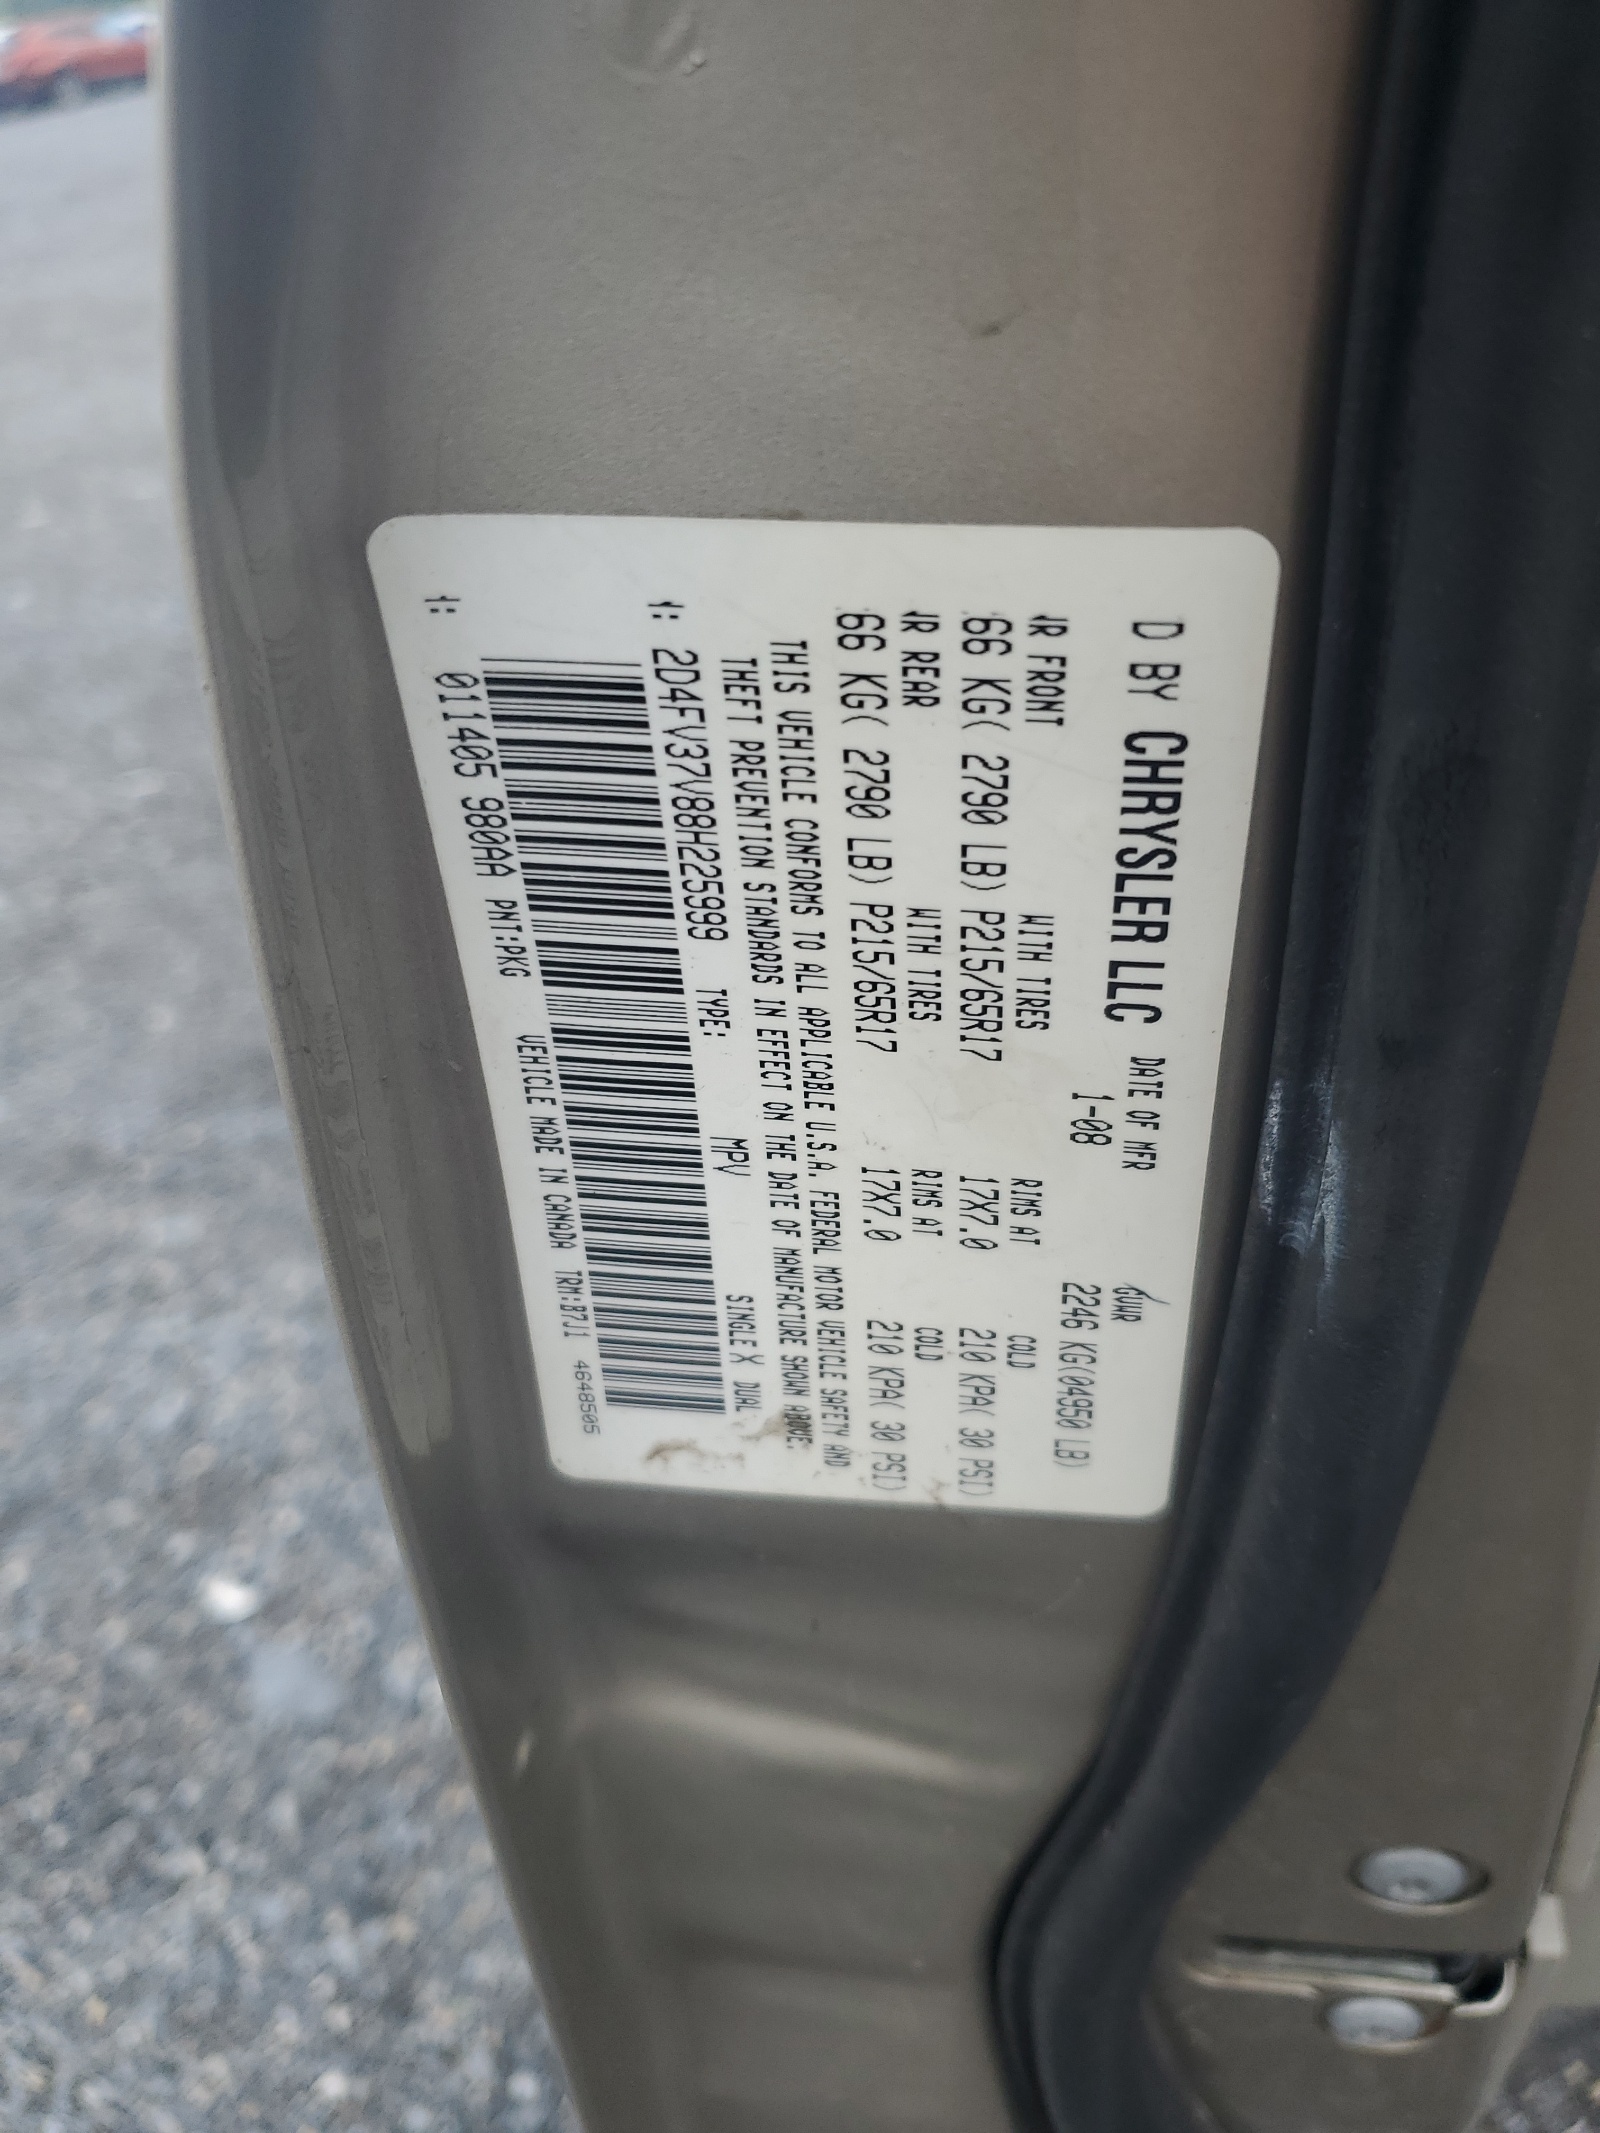 D BY CHRYSLER LLC DATE OF MFR GVWR
1-08 2246 KG(04950 LB)
R FRONT WITH TIRES RIMS AT COLD
66 KG( 2790 LB) P215/65R17 17X7.0 210 KPA( 30 PSI)
R REAR WITH TIRES RIMS AT COLD
66 KG( 2790 LB) P215/65R17 17X7.0 210 KPA( 30 PSI)
THIS VEHICLE CONFORMS TO ALL APPLICABLE U.S.A. FEDERAL MOTOR VEHICLE SAFETY AND
THEFT PREVENTION STANDARDS IN EFFECT ON THE DATE OF MANUFACTURE SHOWN ABOVE.
: 2D4FV37V88H225999 TYPE: MPV SINGLE X DUAL
: 011405 980AA PNT:PKG VEHICLE MADE IN CANADA TRM:B7J1 4648505